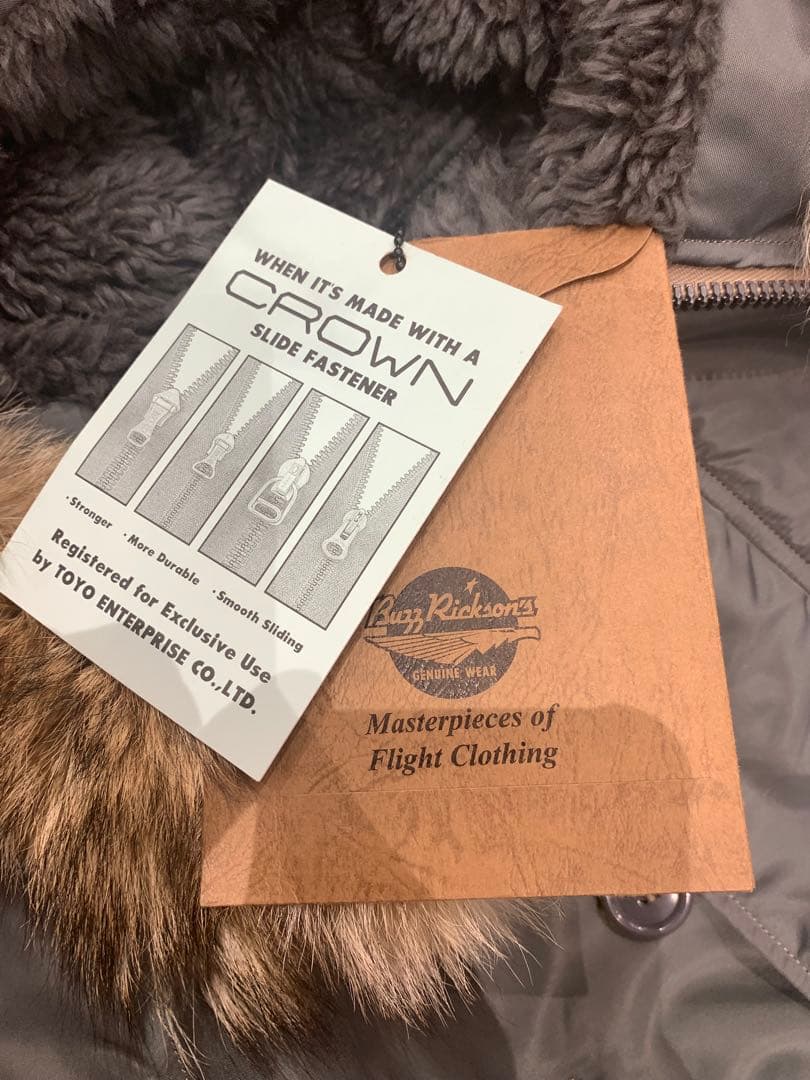 WHEN IT'S MADE WITH A
CROWN
SLIDE FASTENER
· Stronger · More Durable · Smooth Sliding
Registered for Exclusive Use
by TOYO ENTERPRISE CO.,LTD.
Buzz Rickson's
GENUINE WEAR
Masterpieces of
Flight Clothing